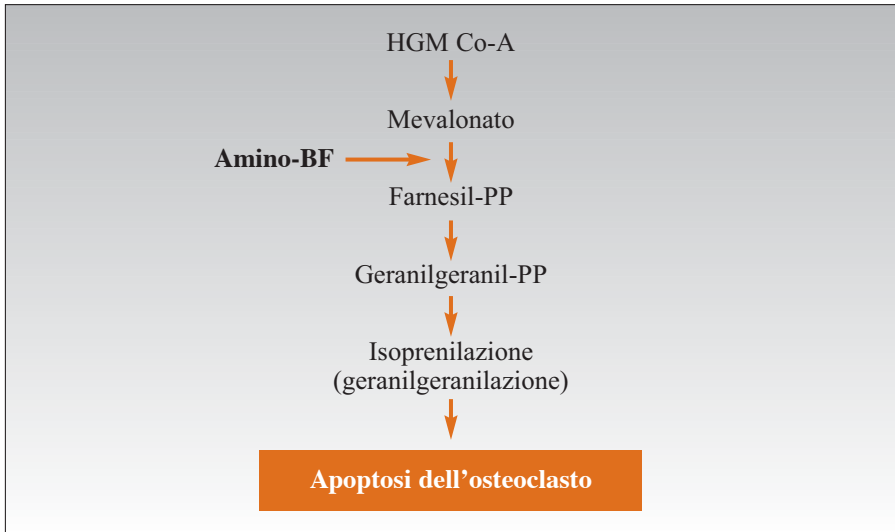 HGM Co-A
Mevalonato
Amino-BF
Farnesil-PP
Geranilgeranil-PP
Isoprenilazione
(geranilgeranilazione)
Apoptosi dell’osteoclasto